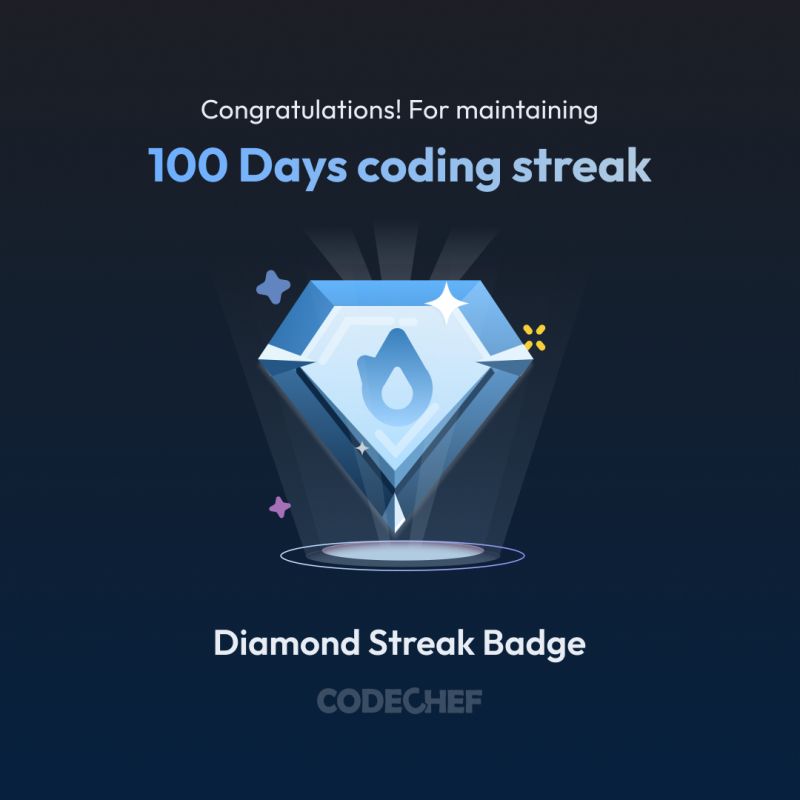 Congratulations! For maintaining
100 Days coding streak
Diamond Streak Badge
CODECHEF